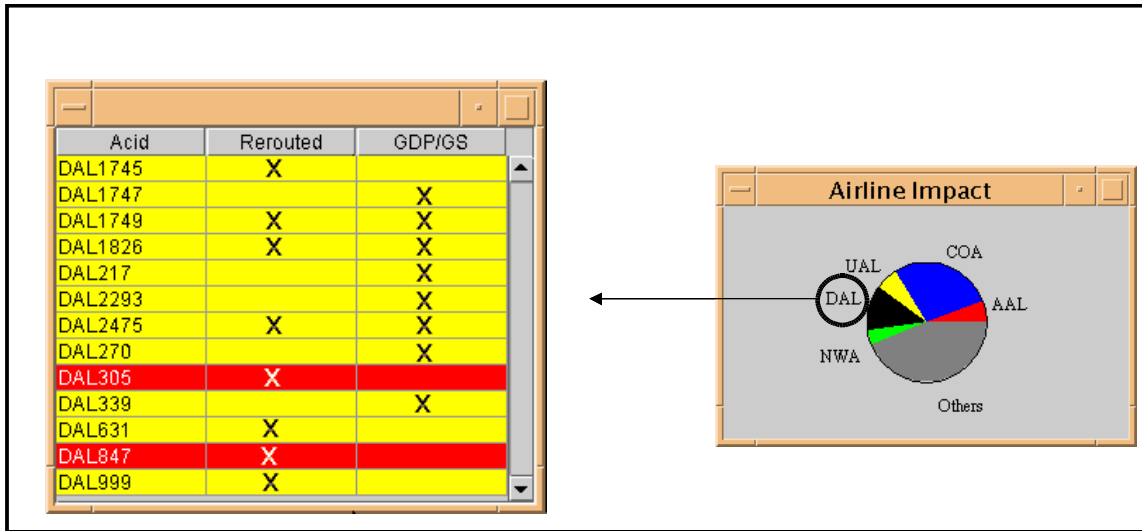 Acid Rerouted GDP/GS
DAL1745 X
DAL1747 X
DAL1749 X X
DAL1826 X X
DAL217 X
DAL2293 X
DAL2475 X X
DAL270 X
DAL305 X
DAL339 X
DAL631 X
DAL847 X
DAL999 X
Airline Impact
COA
UAL
DAL
AAL
NWA
Others